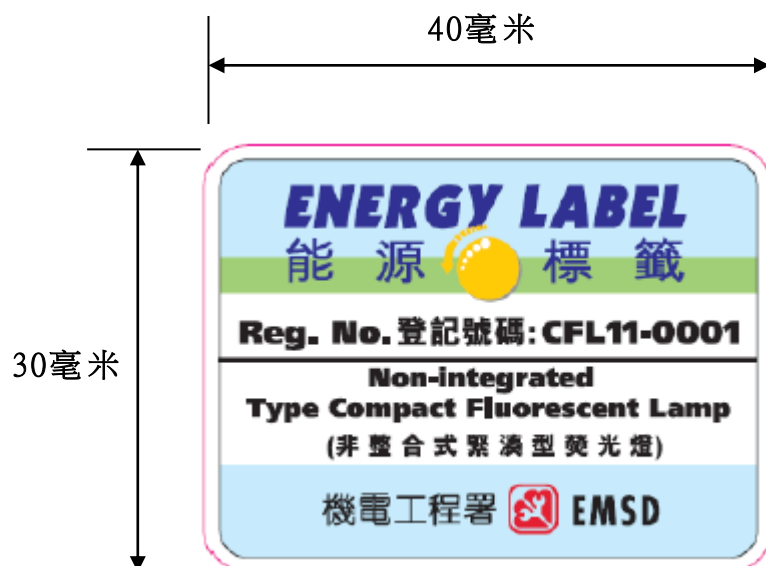 40毫米
30毫米
ENERGY LABEL
能源標籤
Reg. No.登記號碼:CFL11-0001
Non-integrated
Type Compact Fluorescent Lamp
(非整合式緊湊型熒光燈)
機電工程署 EMSD